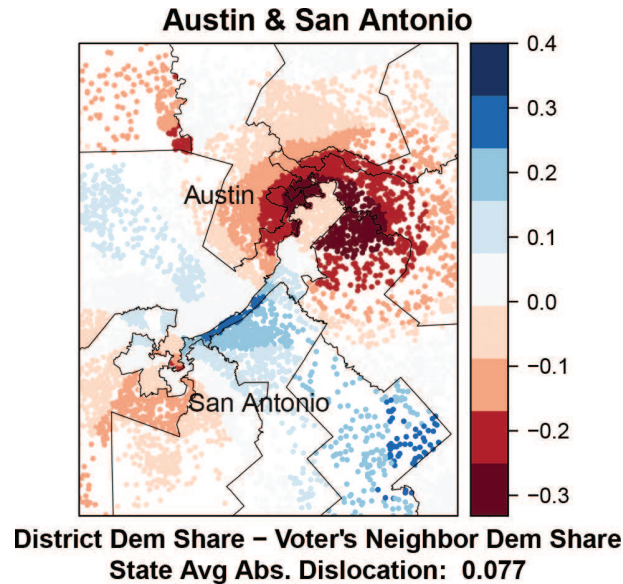 Austin & San Antonio
0.4
0.3
0.2
Austin
0.1
0.0
−0.1
San Antonio
−0.2
−0.3
District Dem Share − Voter's Neighbor Dem Share
State Avg Abs. Dislocation: 0.077